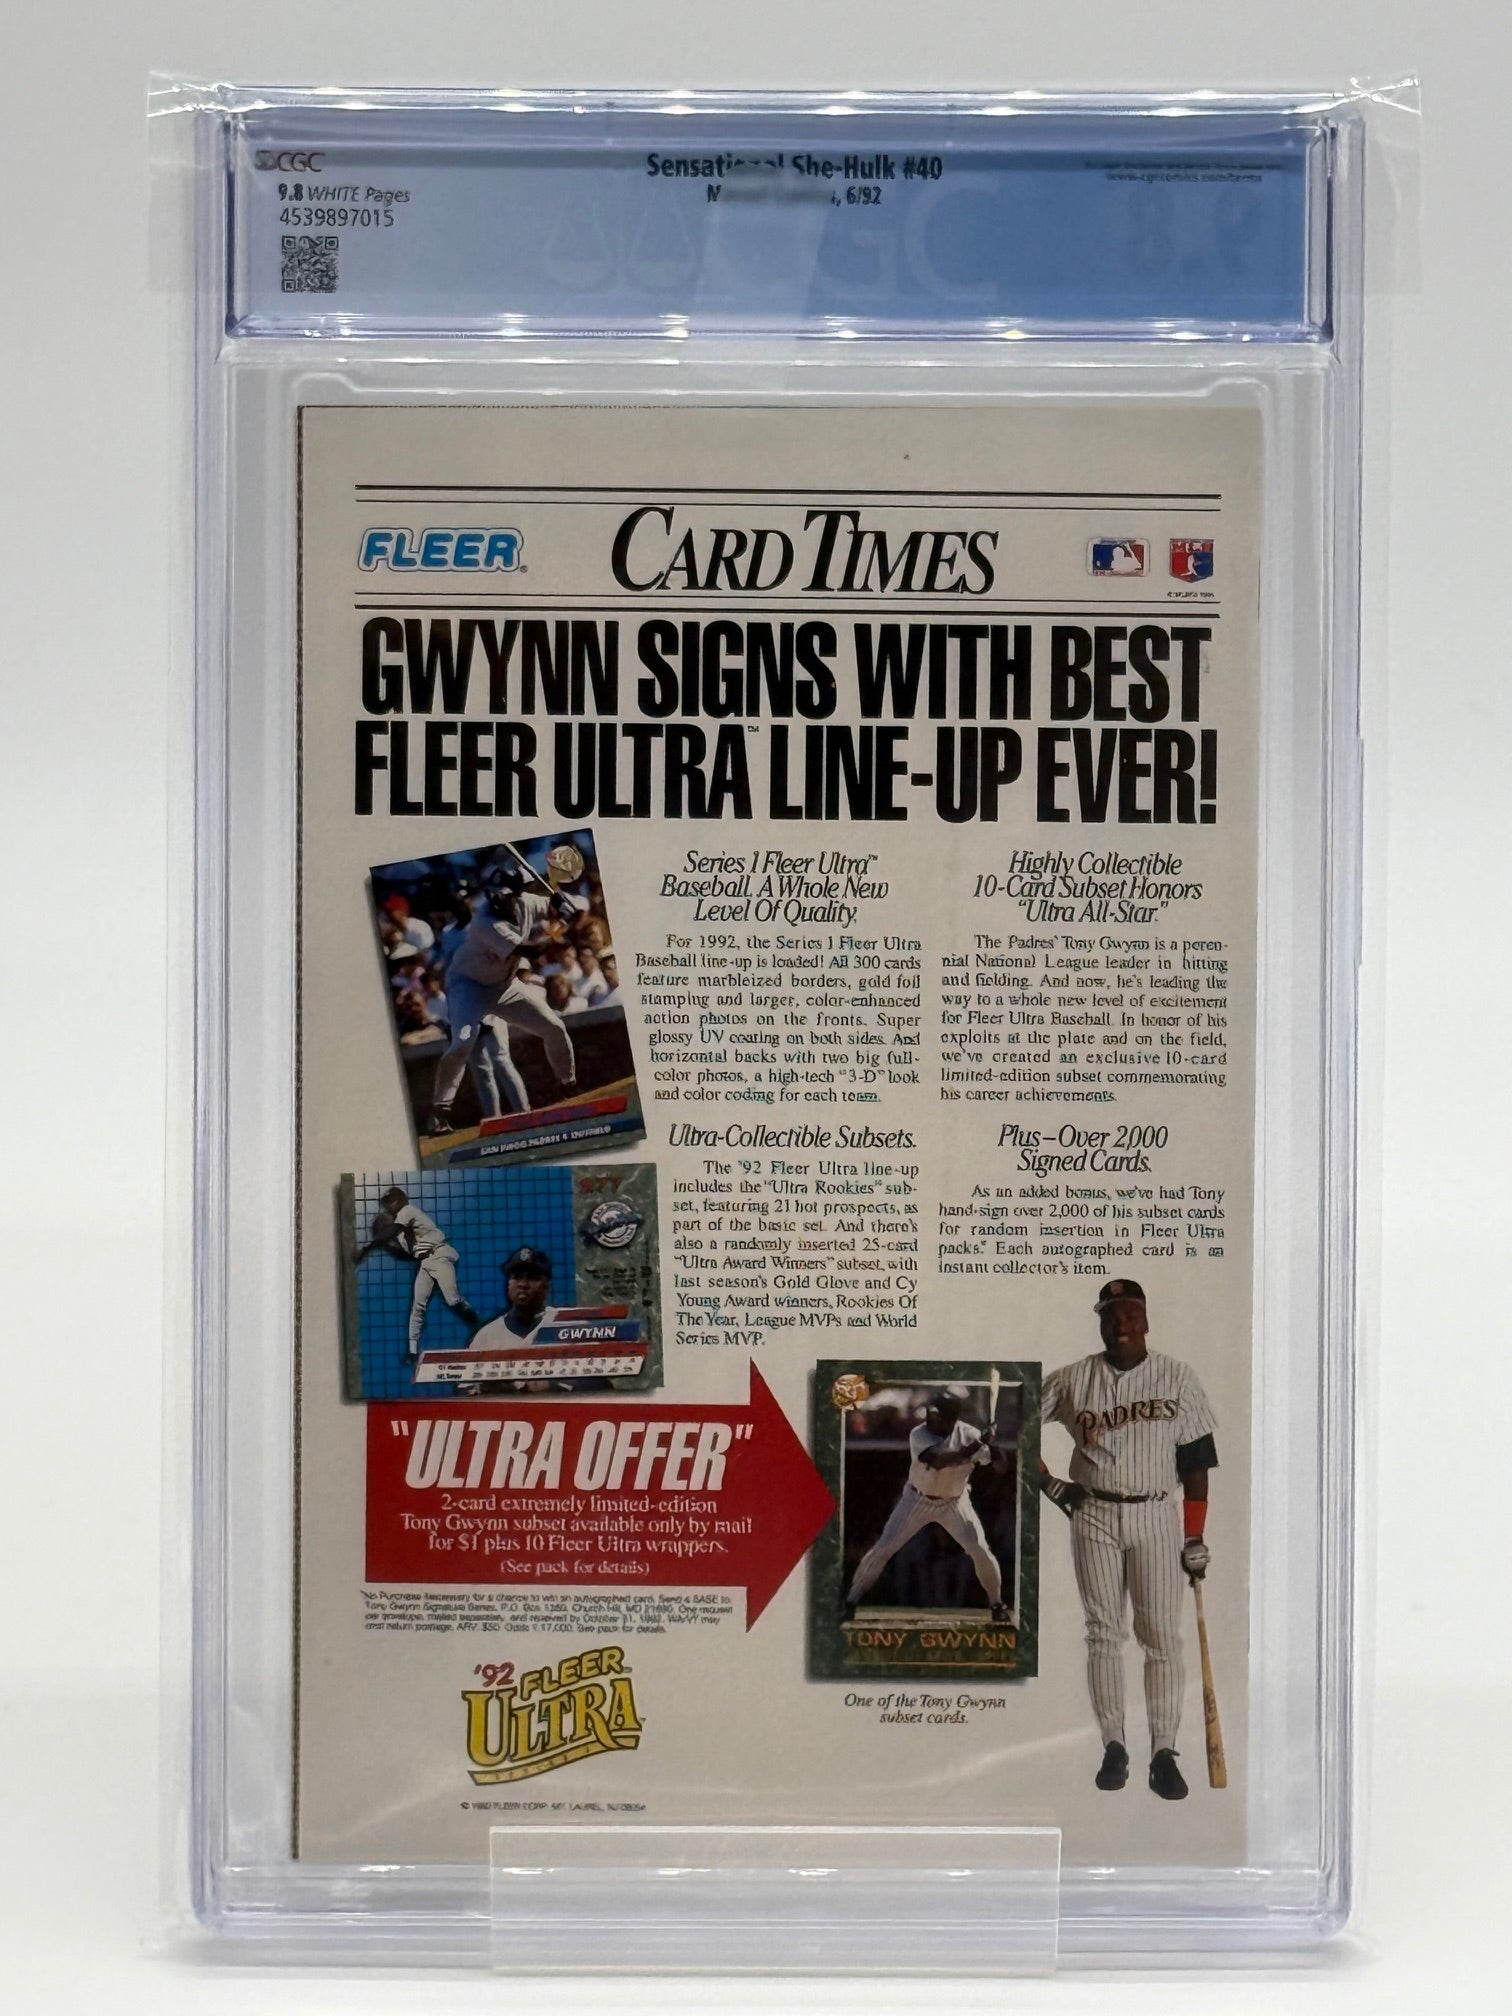 CGC
9.8 WHITE Pages
4539897015
She-Hulk #40
6/92
FLEER
CARD TIMES
GWYNN SIGNS WITH BEST
FLEER ULTRA™ LINE-UP EVER!
Series 1 Fleer Ultra™
Baseball. A Whole New
Level Of Quality.
For 1992, the Series 1 Fleer Ultra
Baseball line-up is loaded! All 300 cards
feature marbleized borders, gold foil
stamping and larger, color-enhanced
action photos on the fronts. Super
glossy UV coating on both sides. And
horizontal backs with two big full-
color photos, a high-tech "3-D" look
and color coding for each team.
Ultra-Collectible Subsets.
The '92 Fleer Ultra line-up
includes the "Ultra Rookies" sub-
set, featuring 21 hot prospects, as
part of the basic set. And there's
also a randomly inserted 25-card
"Ultra Award Winners" subset, with
last season's Gold Glove and Cy
Young Award winners, Rookies Of
The Year, League MVPs and World
Series MVP.
Highly Collectible
10-Card Subset Honors
"Ultra All-Star."
The Padres' Tony Gwynn is a peren-
nial National League leader in hitting
and fielding. And now, he's leading the
way to a whole new level of excitement
for Fleer Ultra Baseball. In honor of his
exploits at the plate and on the field,
we've created an exclusive 10-card
limited-edition subset commemorating
his career achievements.
Plus-Over 2,000
Signed Cards.
As an added bonus, we've had Tony
hand-sign over 2,000 of his subset cards
for random insertion in Fleer Ultra
packs.* Each autographed card is an
instant collector's item.
GWYNN
"ULTRA OFFER"
2-card extremely limited-edition
Tony Gwynn subset available only by mail
for $1 plus 10 Fleer Ultra wrappers.
(See pack for details)
PADRES
TONY GWYNN
One of the Tony Gwynn
subset cards.
'92 FLEER
ULTRA